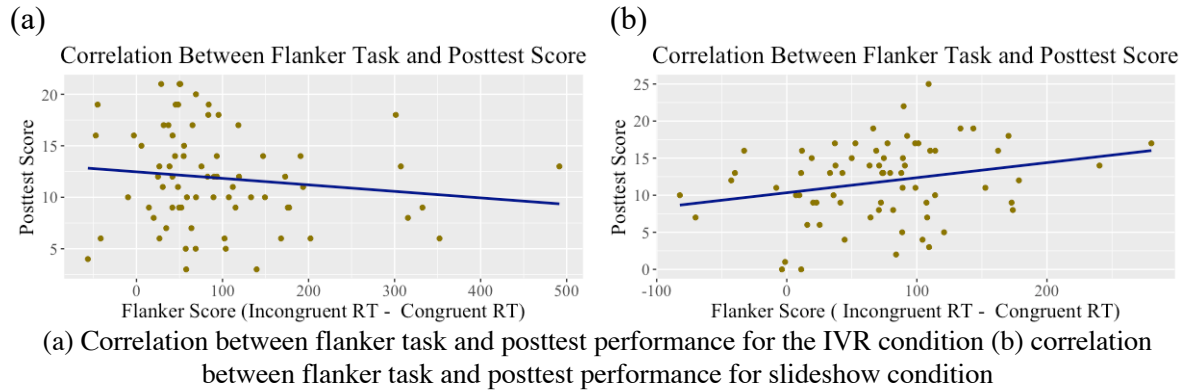 (a)
Correlation Between Flanker Task and Posttest Score
Posttest Score
20
15
10
5
0 100 200 300 400 500
Flanker Score (Incongruent RT - Congruent RT)
(b)
Correlation Between Flanker Task and Posttest Score
Posttest Score
25
20
15
10
5
0
-100 0 100 200
Flanker Score ( Incongruent RT - Congruent RT)
(a) Correlation between flanker task and posttest performance for the IVR condition (b) correlation
between flanker task and posttest performance for slideshow condition